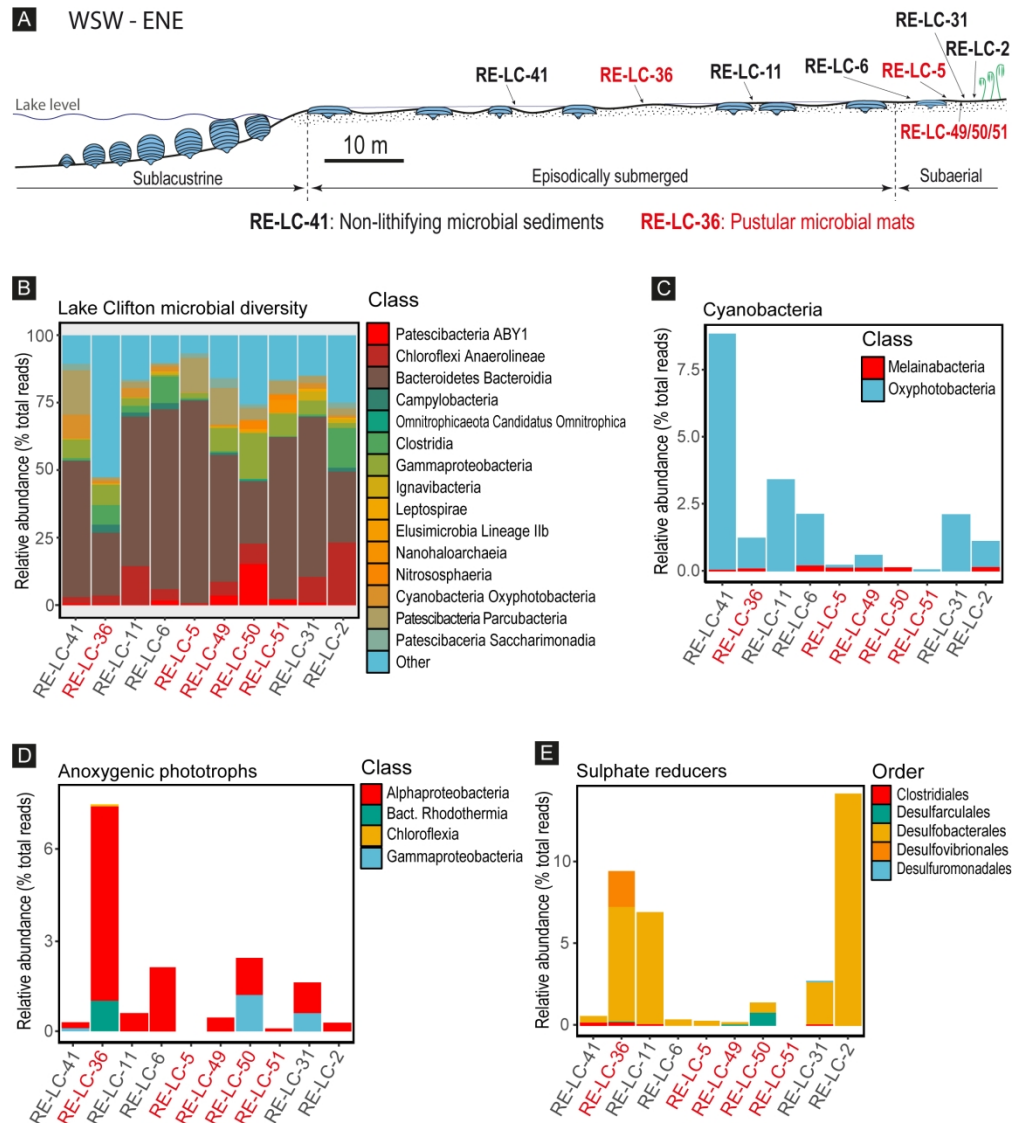 A WSW - ENE
RE-LC-31
RE-LC-2
RE-LC-41
RE-LC-36
RE-LC-11
RE-LC-6
RE-LC-5
Lake level
RE-LC-49/50/51
10 m
Sublacustrine
Episodically submerged
Subaerial
RE-LC-41: Non-lithifying microbial sediments
RE-LC-36: Pustular microbial mats
B
Lake Clifton microbial diversity
Relative abundance (% total reads)
100
75
50
25
0
RE-LC-41
RE-LC-36
RE-LC-11
RE-LC-6
RE-LC-5
RE-LC-49
RE-LC-50
RE-LC-51
RE-LC-31
RE-LC-2
Class
Patescibacteria ABY1
Chloroflexi Anaerolineae
Bacteroidetes Bacteroidia
Campylobacteria
Omnitrophicaeota Candidatus Omnitrophica
Clostridia
Gammaproteobacteria
Ignavibacteria
Leptospirae
Elusimicrobia Lineage IIb
Nanohaloarchaeia
Nitrososphaeria
Cyanobacteria Oxyphotobacteria
Patescibacteria Parcubacteria
Patescibaceria Saccharimonadia
Other
C
Cyanobacteria
Relative abundance (% total reads)
7.5
5.0
2.5
0.0
Class
Melainabacteria
Oxyphotobacteria
RE-LC-41
RE-LC-36
RE-LC-11
RE-LC-6
RE-LC-5
RE-LC-49
RE-LC-50
RE-LC-51
RE-LC-31
RE-LC-2
D
Anoxygenic phototrophs
Relative abundance (% total reads)
6
3
0
RE-LC-41
RE-LC-36
RE-LC-11
RE-LC-6
RE-LC-5
RE-LC-49
RE-LC-50
RE-LC-51
RE-LC-31
RE-LC-2
Class
Alphaproteobacteria
Bact. Rhodothermia
Chloroflexia
Gammaproteobacteria
E
Sulphate reducers
Relative abundance (% total reads)
10
5
0
RE-LC-41
RE-LC-36
RE-LC-11
RE-LC-6
RE-LC-5
RE-LC-49
RE-LC-50
RE-LC-51
RE-LC-31
RE-LC-2
Order
Clostridiales
Desulfarculales
Desulfobacterales
Desulfovibrionales
Desulfuromonadales